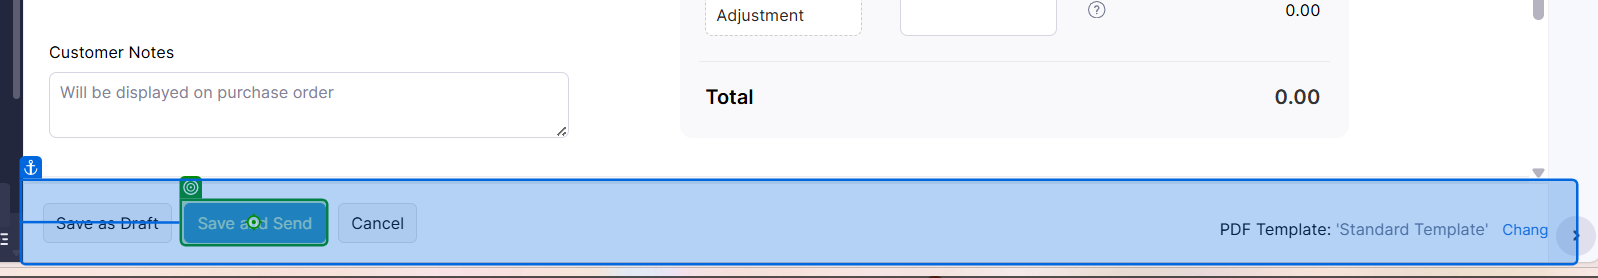 Adjustment
0.00
Customer Notes
Will be displayed on purchase order
Total
0.00
Save as Draft
Save and Send
Cancel
PDF Template: 'Standard Template' Chang